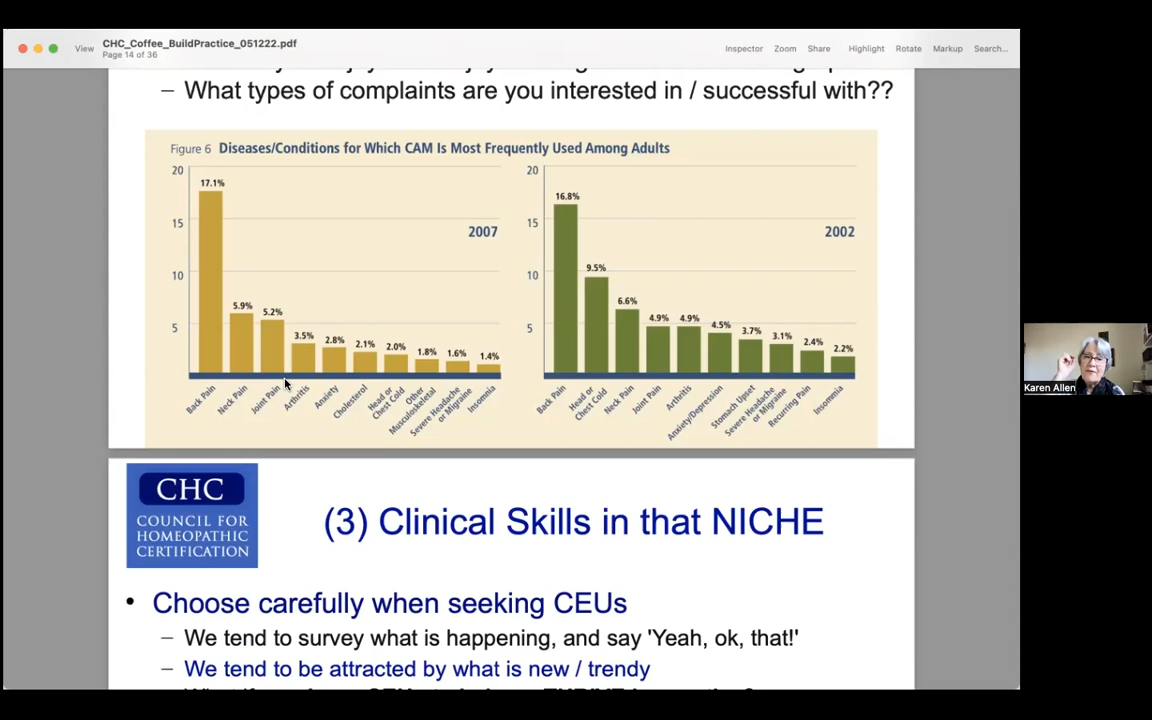 CHC_Coffee_BuildPractice_051222.pdf
Page 14 of 36
View
Inspector Zoom Share Highlight Rotate Markup Search...
– What types of complaints are you interested in / successful with??
Figure 6 Diseases/Conditions for Which CAM Is Most Frequently Used Among Adults
20
15
10
5
2007
17.1%
5.9%
5.2%
3.5%
2.8%
2.1%
2.0%
1.8%
1.6%
1.4%
Back Pain
Neck Pain
Joint Pain
Arthritis
Anxiety
Cholesterol
Head or
Chest Cold
Other
Musculoskeletal
Severe Headache
or Migraine
Insomnia
20
15
10
5
2002
16.8%
9.5%
6.6%
4.9%
4.9%
4.5%
3.7%
3.1%
2.4%
2.2%
Back Pain
Head or
Chest Cold
Neck Pain
Joint Pain
Arthritis
Anxiety/Depression
Stomach Upset
Severe Headache
or Migraine
Recurring Pain
Insomnia
Karen Allen
CHC
COUNCIL FOR
HOMEOPATHIC
CERTIFICATION
(3) Clinical Skills in that NICHE
• Choose carefully when seeking CEUs
– We tend to survey what is happening, and say 'Yeah, ok, that!'
– We tend to be attracted by what is new / trendy